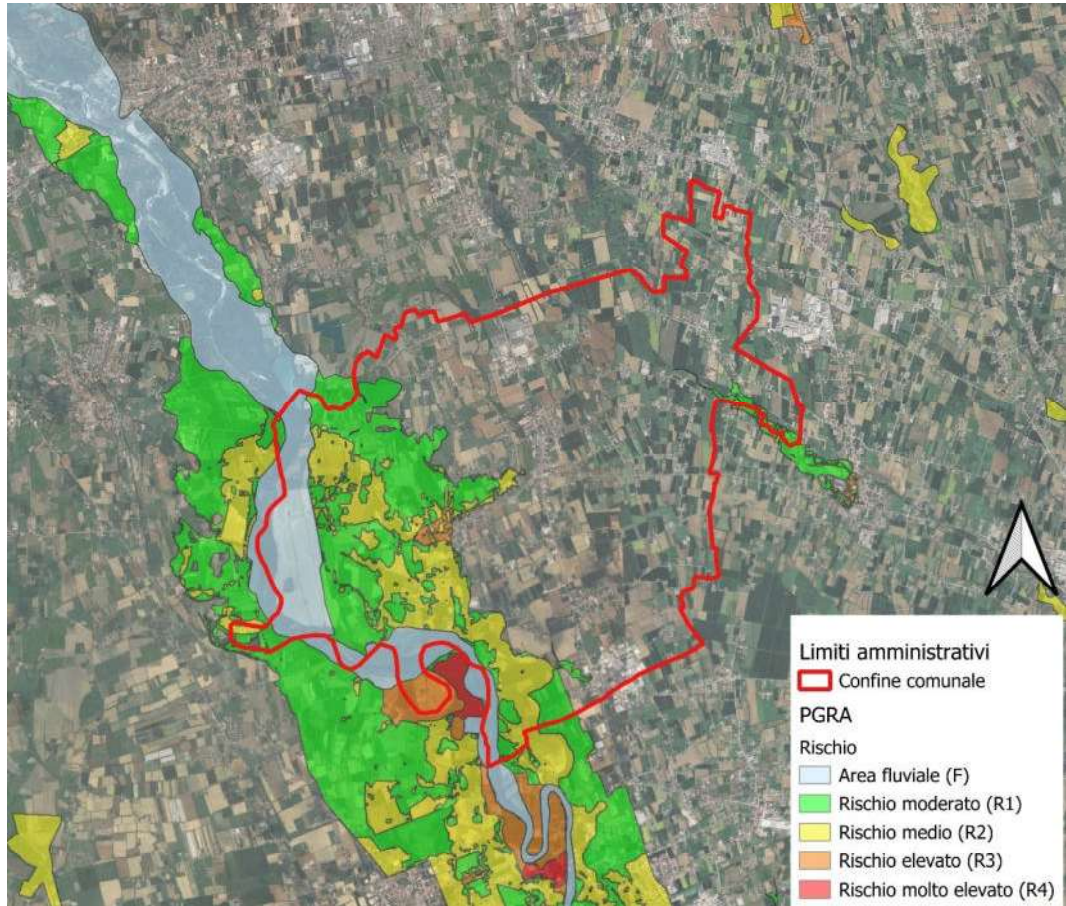 Limiti amministrativi
Confine comunale
PGRA
Rischio
Area fluviale (F)
Rischio moderato (R1)
Rischio medio (R2)
Rischio elevato (R3)
Rischio molto elevato (R4)